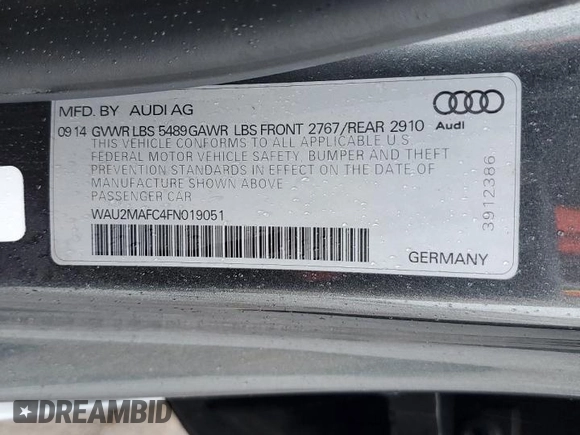 MFD. BY AUDI AG
Audi
09 14 GVWR LBS 5489 GAWR LBS FRONT 2767/REAR 2910
THIS VEHICLE CONFORMS TO ALL APPLICABLE U S
FEDERAL MOTOR VEHICLE SAFETY, BUMPER AND THEFT
PREVENTION STANDARDS IN EFFECT ON THE DATE OF
MANUFACTURE SHOWN ABOVE
PASSENGER CAR
WAU2MAFC4FN019051
3912386
GERMANY
DREAMBID